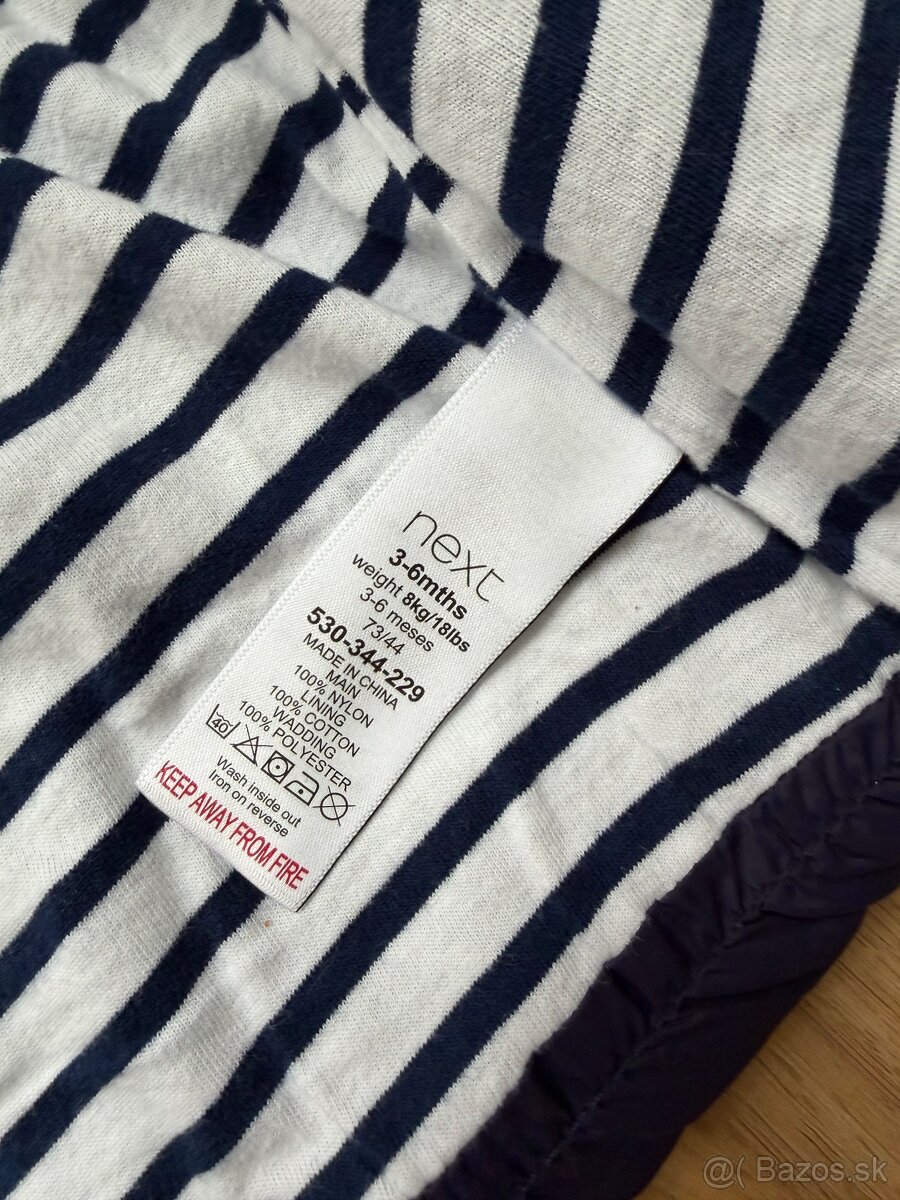 next
3-6mths
weight 8kg/18lbs
3-6 meses
73/44
530-344-229
MADE IN CHINA
MAIN
100% NYLON
LINING
100% COTTON
WADDING
100% POLYESTER
40
Wash inside out
Iron on reverse
KEEP AWAY FROM FIRE
@( Bazos.sk